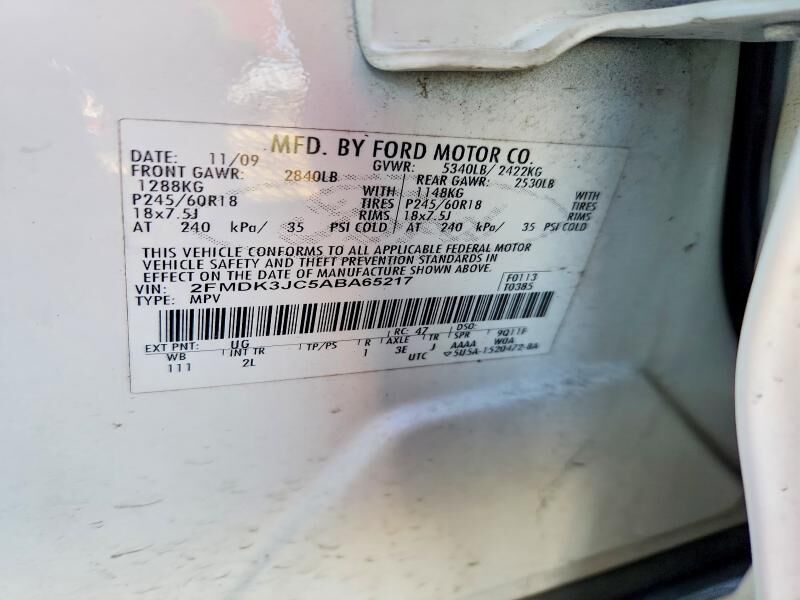 MFD. BY FORD MOTOR CO.
DATE: 11/09 GVWR: 5340LB/ 2422KG
FRONT GAWR: 2840LB REAR GAWR: 2530LB
1288KG WITH 1148KG WITH
P245/60R18 TIRES P245/60R18 TIRES
18x7.5J RIMS 18x7.5J RIMS
AT 240 kPa/ 35 PSI COLD AT 240 kPa/ 35 PSI COLD
THIS VEHICLE CONFORMS TO ALL APPLICABLE FEDERAL MOTOR
VEHICLE SAFETY AND THEFT PREVENTION STANDARDS IN
EFFECT ON THE DATE OF MANUFACTURE SHOWN ABOVE.
VIN: 2FMDK3JC5ABA65217 F0113
TYPE: MPV T0385
EXT PNT: UG RC: 47 DSO: 9Q11F
WB INT TR TP/PS R AXLE TR SPR WOA
111 2L 1 3E J AAAA
UTC 5U5A-1520472-BA